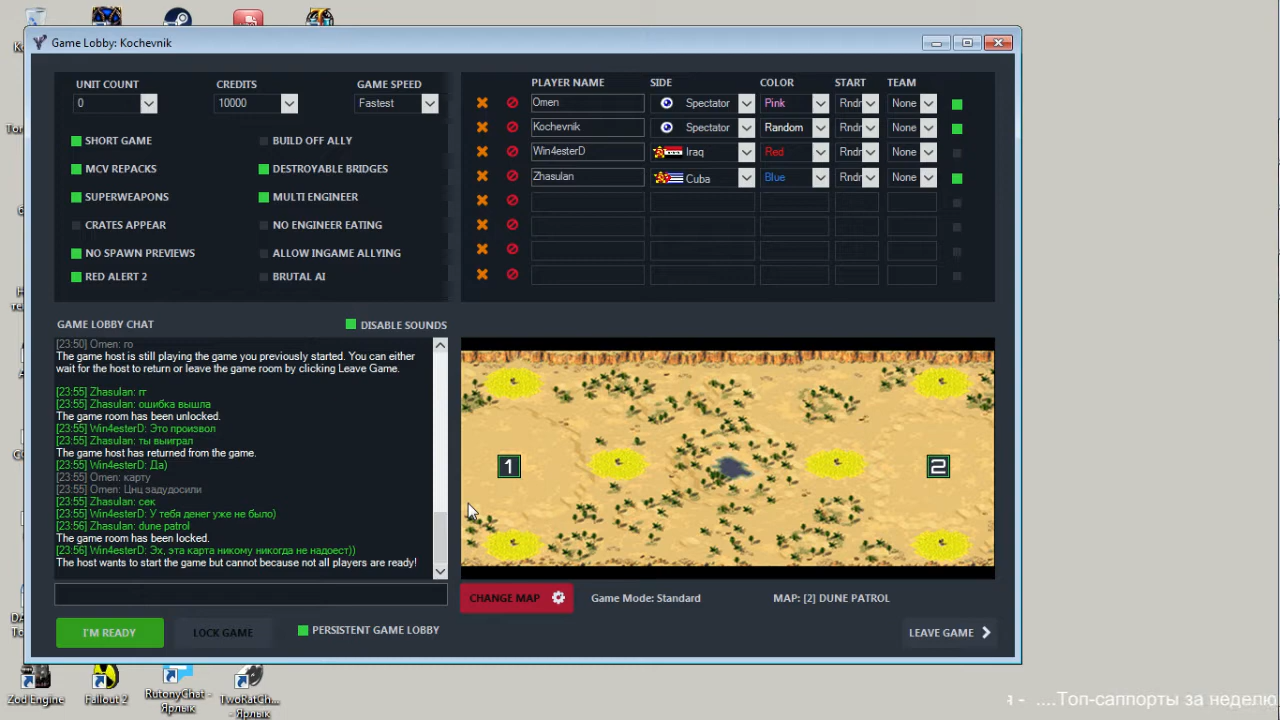 Game Lobby: Kochevnik
UNIT COUNT
CREDITS
GAME SPEED
0
10000
Fastest
SHORT GAME
BUILD OFF ALLY
MCV REPACKS
DESTROYABLE BRIDGES
SUPERWEAPONS
MULTI ENGINEER
CRATES APPEAR
NO ENGINEER EATING
NO SPAWN PREVIEWS
ALLOW INGAME ALLYING
RED ALERT 2
BRUTAL AI
PLAYER NAME SIDE COLOR START TEAM
Omen Spectator Pink Rndr None
Kochevnik Spectator Random Rndr None
Win4esterD Iraq Red Rndr None
Zhasulan Cuba Blue Rndr None
GAME LOBBY CHAT
DISABLE SOUNDS
[23:50] Omen: го
The game host is still playing the game you previously started. You can either
wait for the host to return or leave the game room by clicking Leave Game.
[23:55] Zhasulan: гг
[23:55] Zhasulan: ошибка вышла
The game room has been unlocked.
[23:55] Win4esterD: Это произвол
[23:55] Zhasulan: ты выиграл
The game host has returned from the game.
[23:55] Win4esterD: Да)
[23:55] Omen: карту
[23:55] Omen: Цнц задудосили
[23:55] Zhasulan: сек
[23:55] Win4esterD: У тебя денег уже не было)
[23:56] Zhasulan: dune patrol
The game room has been locked.
[23:56] Win4esterD: Эх, эта карта никому никогда не надоест))
The host wants to start the game but cannot because not all players are ready!
1
2
CHANGE MAP
Game Mode: Standard
MAP: [2] DUNE PATROL
I'M READY
LOCK GAME
PERSISTENT GAME LOBBY
LEAVE GAME
Zod Engine
Fallout 2
RutonyChat -
Ярлык
TwoRatCh...
- Ярлык
я - ....Топ-саппорты за неделю